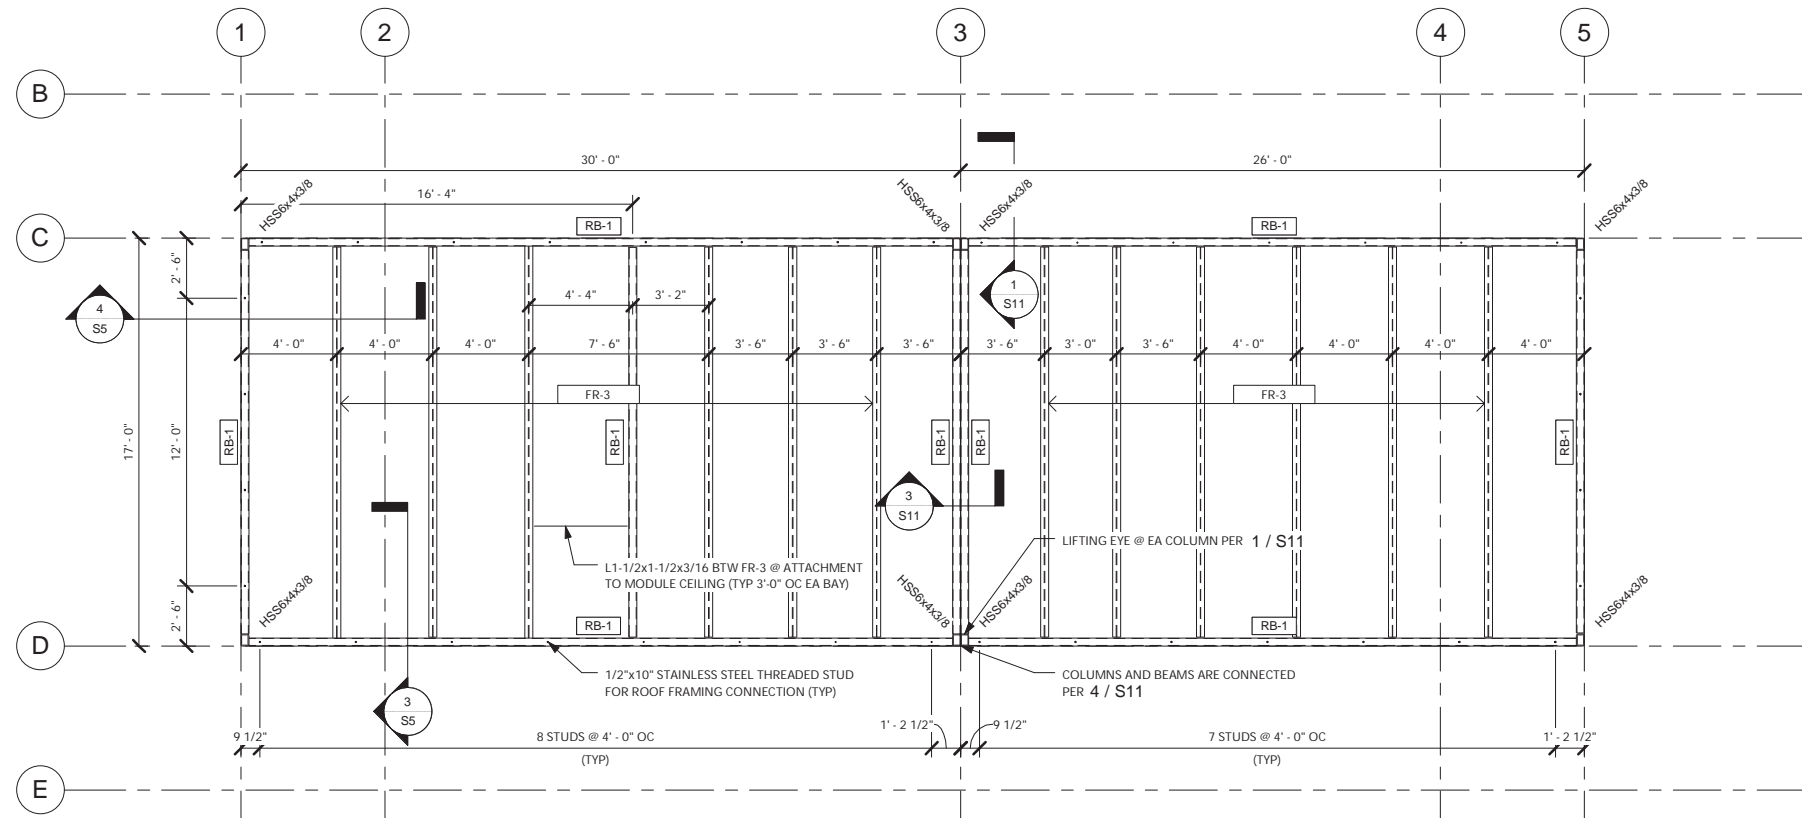 1
2
3
4
5
B
30' - 0"
26' - 0"
HSS6x4x3/8
16' - 4"
HSS6x4x3/8
HSS6x4x3/8
HSS6x4x3/8
C
RB-1
RB-1
2' - 6"
4
S5
4' - 4"
3' - 2"
1
S11
4' - 0"
4' - 0"
4' - 0"
7' - 6"
3' - 6"
3' - 6"
3' - 6"
3' - 6"
3' - 0"
3' - 6"
4' - 0"
4' - 0"
4' - 0"
4' - 0"
FR-3
FR-3
17' - 0"
12' - 0"
RB-1
RB-1
RB-1
RB-1
RB-1
3
S11
LIFTING EYE @ EA COLUMN PER 1 / S11
L1-1/2x1-1/2x3/16 BTW FR-3 @ ATTACHMENT
TO MODULE CEILING (TYP 3'-0" OC EA BAY)
HSS6x4x3/8
HSS6x4x3/8
HSS6x4x3/8
HSS6x4x3/8
2' - 6"
RB-1
RB-1
D
1/2"x10" STAINLESS STEEL THREADED STUD
FOR ROOF FRAMING CONNECTION (TYP)
COLUMNS AND BEAMS ARE CONNECTED
PER 4 / S11
3
S5
9 1/2"
8 STUDS @ 4' - 0" OC
(TYP)
1' - 2 1/2"
9 1/2"
7 STUDS @ 4' - 0" OC
(TYP)
1' - 2 1/2"
E